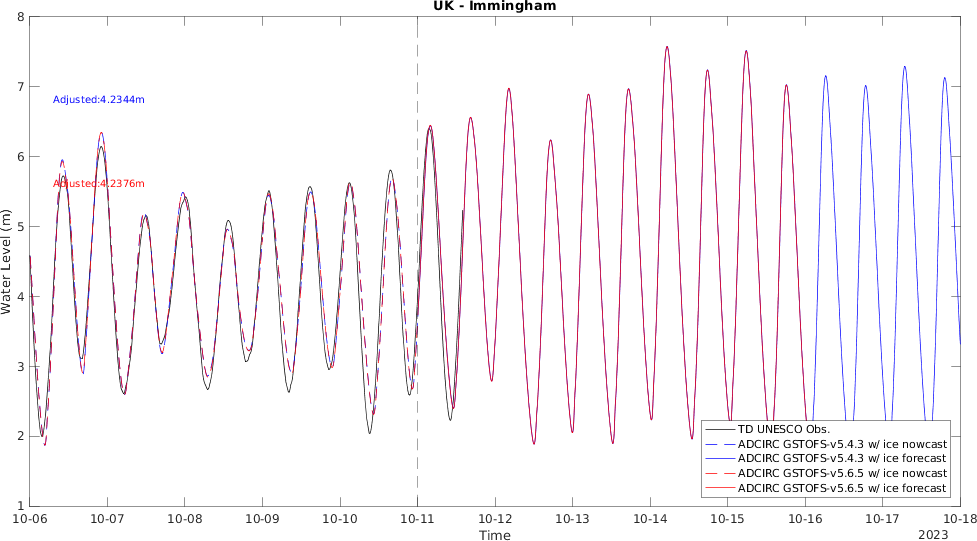 UK - Immingham
8
7
6
5
4
3
2
1
Water Level (m)
Adjusted:4.2344m
Adjusted:4.2376m
TD UNESCO Obs.
ADCIRC GSTOFS-v5.4.3 w/ ice nowcast
ADCIRC GSTOFS-v5.4.3 w/ ice forecast
ADCIRC GSTOFS-v5.6.5 w/ ice nowcast
ADCIRC GSTOFS-v5.6.5 w/ ice forecast
10-06 10-07 10-08 10-09 10-10 10-11 10-12 10-13 10-14 10-15 10-16 10-17 10-18
Time
2023